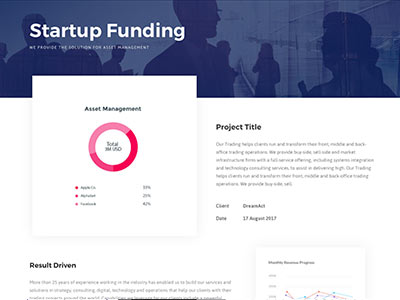 Startup Funding
WE PROVIDE THE SOLUTION FOR ASSET MANAGEMENT
Asset Management
Total
3M USD
Apple Co.
33%
Alphabet
25%
Facebook
42%
Project Title
Our Trading helps clients run and transform their front, middle and back-
office trading operations. We provide buy-side, sell-side and market
infrastructure firms with a full-service offering, including systems integration
and technology consulting services, to assist in delivering high. Our Trading
helps clients run and transform their front, middle and back-office trading
operations. We provide buy-side, sell.
Client DreamAct
Date 17 August 2017
Result Driven
More than 25 years of experience working in the industry has enabled us to build our services and
solutions in strategy, consulting, digital, technology and operations that help our clients with their
Monthly Revenue Progress